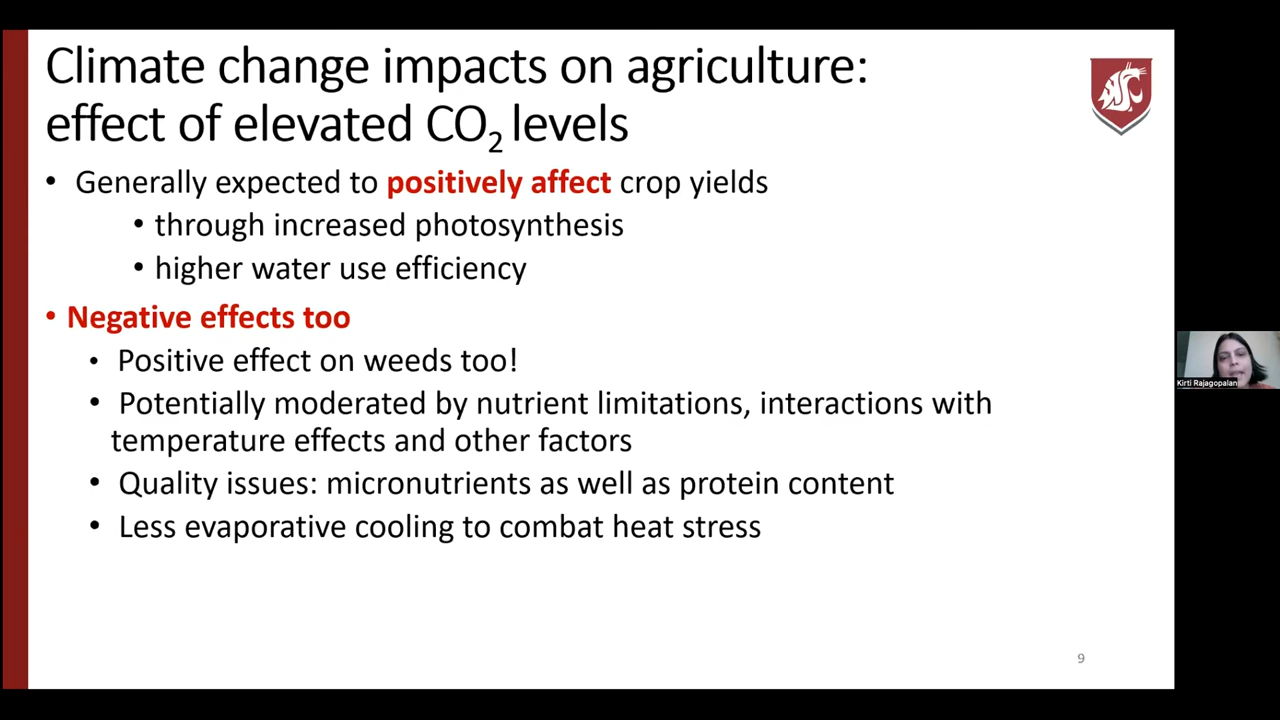 Climate change impacts on agriculture:
effect of elevated CO₂ levels
• Generally expected to positively affect crop yields
• through increased photosynthesis
• higher water use efficiency
• Negative effects too
• Positive effect on weeds too!
• Potentially moderated by nutrient limitations, interactions with
temperature effects and other factors
• Quality issues: micronutrients as well as protein content
• Less evaporative cooling to combat heat stress
Kirti Rajagopalan
9